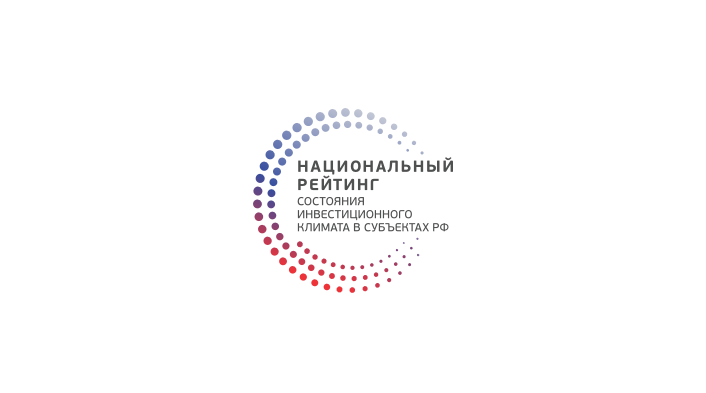 НАЦИОНАЛЬНЫЙ
РЕЙТИНГ
СОСТОЯНИЯ
ИНВЕСТИЦИОННОГО
КЛИМАТА В СУБЪЕКТАХ РФ